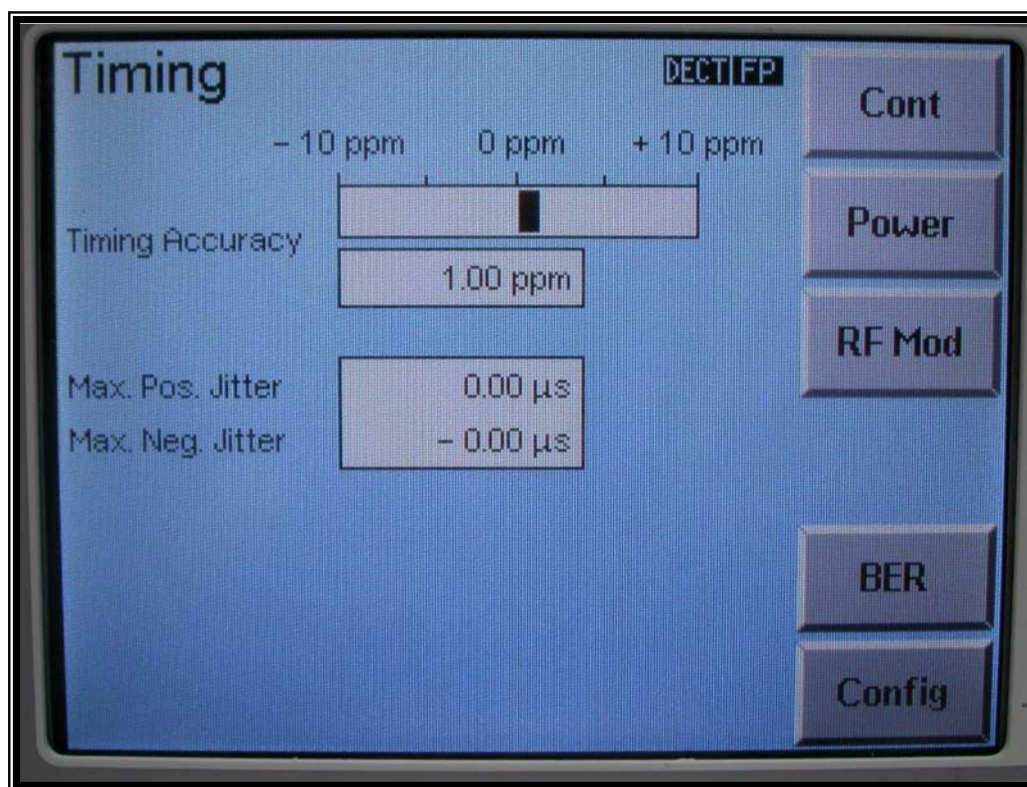 Timing
DECT FP
– 10 ppm 0 ppm + 10 ppm
Timing Accuracy
1.00 ppm
Max. Pos. Jitter 0.00 µs
Max. Neg. Jitter – 0.00 µs
Cont
Power
RF Mod
BER
Config